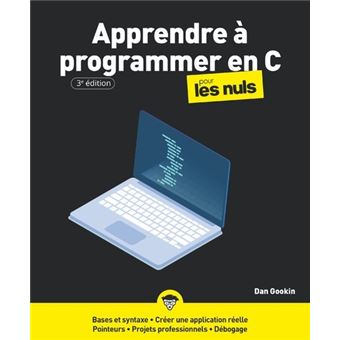 Apprendre à
programmer en C
3e édition
pour
les nuls
Dan Gookin
Bases et syntaxe • Créer une application réelle
Pointeurs • Projets professionnels • Débogage